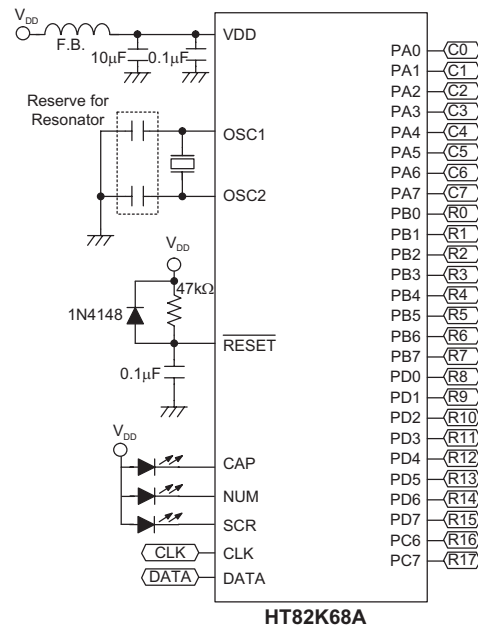 VDD
F.B.
10μF
0.1μF
VDD
Reserve for
Resonator
OSC1
OSC2
VDD
47kΩ
1N4148
RESET
0.1μF
VDD
CAP
NUM
SCR
CLK
CLK
DATA
DATA
PA0
C0
PA1
C1
PA2
C2
PA3
C3
PA4
C4
PA5
C5
PA6
C6
PA7
C7
PB0
R0
PB1
R1
PB2
R2
PB3
R3
PB4
R4
PB5
R5
PB6
R6
PB7
R7
PD0
R8
PD1
R9
PD2
R10
PD3
R11
PD4
R12
PD5
R13
PD6
R14
PD7
R15
PC6
R16
PC7
R17
HT82K68A